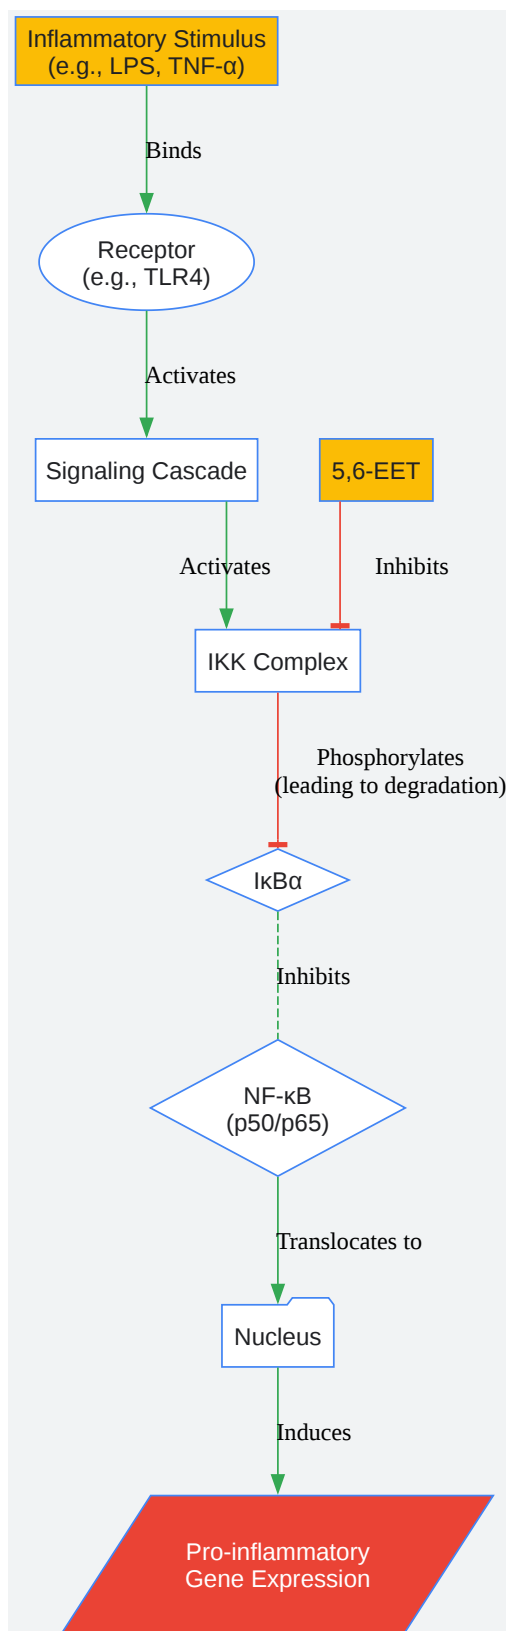 Inflammatory Stimulus
(e.g., LPS, TNF-α)
Binds
Receptor
(e.g., TLR4)
Activates
Signaling Cascade
5,6-EET
Activates
Inhibits
IKK Complex
Phosphorylates
(leading to degradation)
IκBα
Inhibits
NF-κB
(p50/p65)
Translocates to
Nucleus
Induces
Pro-inflammatory
Gene Expression